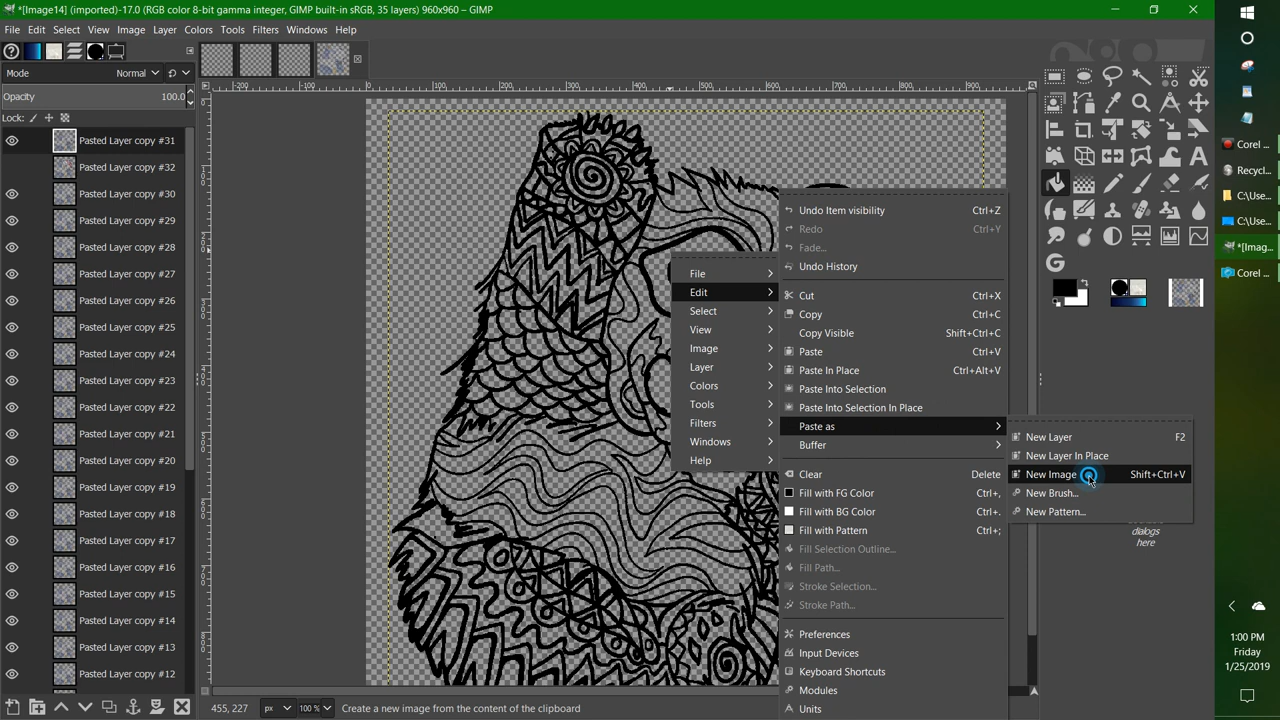 *[Image14] (imported)-17.0 (RGB color 8-bit gamma integer, GIMP built-in sRGB, 35 layers) 960x960 – GIMP
File Edit Select View Image Layer Colors Tools Filters Windows Help
Mode Normal
Opacity 100.0
Lock:
Pasted Layer copy #31
Pasted Layer copy #32
Pasted Layer copy #30
Pasted Layer copy #29
Pasted Layer copy #28
Pasted Layer copy #27
Pasted Layer copy #26
Pasted Layer copy #25
Pasted Layer copy #24
Pasted Layer copy #23
Pasted Layer copy #22
Pasted Layer copy #21
Pasted Layer copy #20
Pasted Layer copy #19
Pasted Layer copy #18
Pasted Layer copy #17
Pasted Layer copy #16
Pasted Layer copy #15
Pasted Layer copy #14
Pasted Layer copy #13
Pasted Layer copy #12
File
Edit
Select
View
Image
Layer
Colors
Tools
Filters
Windows
Help
Undo Item visibility Ctrl+Z
Redo Ctrl+Y
Fade...
Undo History
Cut Ctrl+X
Copy Ctrl+C
Copy Visible Shift+Ctrl+C
Paste Ctrl+V
Paste In Place Ctrl+Alt+V
Paste Into Selection
Paste Into Selection In Place
Paste as
Buffer
Clear Delete
Fill with FG Color Ctrl+,
Fill with BG Color Ctrl+.
Fill with Pattern Ctrl+;
Fill Selection Outline...
Fill Path...
Stroke Selection...
Stroke Path...
Preferences
Input Devices
Keyboard Shortcuts
Modules
Units
New Layer F2
New Layer In Place
New Image Shift+Ctrl+V
New Brush...
New Pattern...
dialogs
here
Corel ...
Recycl...
C:\Use...
C:\Use...
*[Imag...
Corel ...
1:00 PM
Friday
1/25/2019
455, 227 px 100 % Create a new image from the content of the clipboard